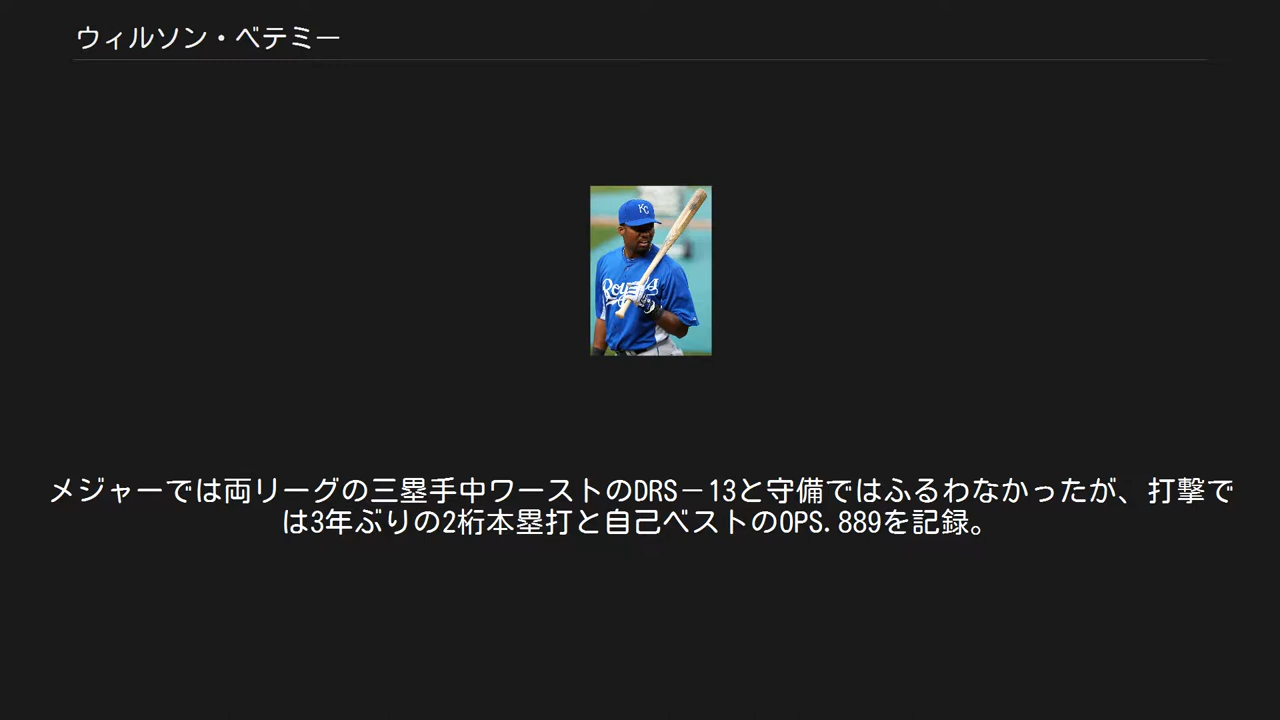 ウィルソン・ベテミー
KC
Royals
メジャーでは両リーグの三塁手中ワーストのDRS－13と守備ではふるわなかったが、打撃で
は3年ぶりの2桁本塁打と自己ベストのOPS.889を記録。